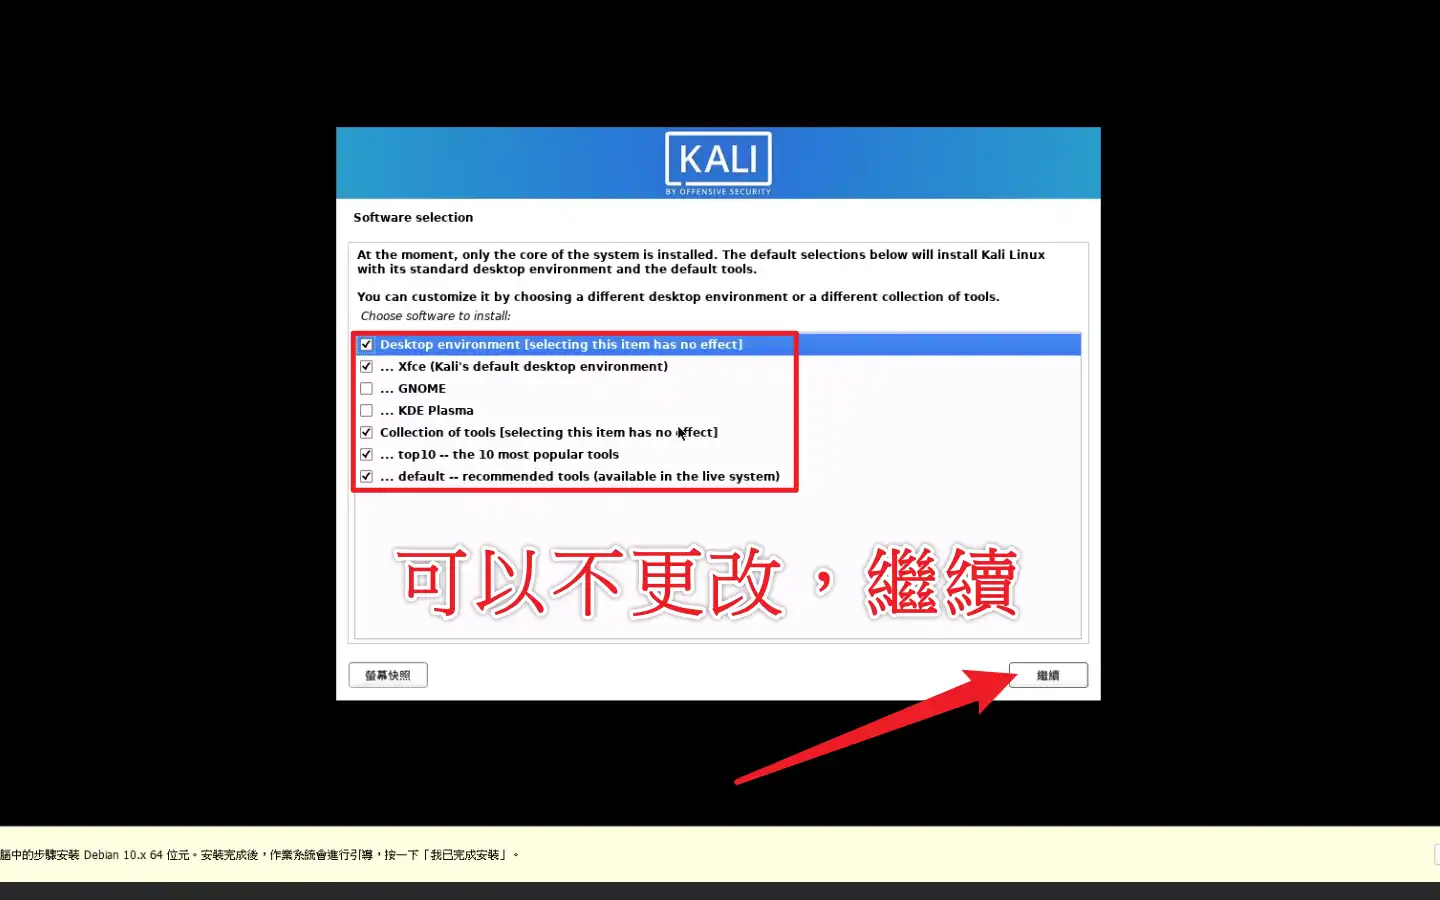 KALI
BY OFFENSIVE SECURITY
Software selection
At the moment, only the core of the system is installed. The default selections below will install Kali Linux
with its standard desktop environment and the default tools.
You can customize it by choosing a different desktop environment or a different collection of tools.
Choose software to install:
Desktop environment [selecting this item has no effect]
... Xfce (Kali's default desktop environment)
... GNOME
... KDE Plasma
Collection of tools [selecting this item has no effect]
... top10 -- the 10 most popular tools
... default -- recommended tools (available in the live system)
可以不更改，繼續
螢幕快照
繼續
腦中的步驟安裝 Debian 10.x 64 位元。安裝完成後，作業系統會進行引導，按一下「我已完成安裝」。